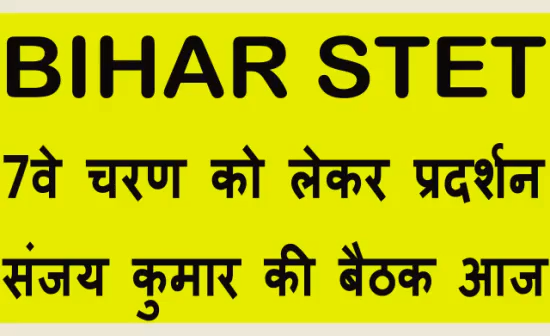 BIHAR STET
7वे चरण को लेकर प्रदर्शन
संजय कुमार की बैठक आज